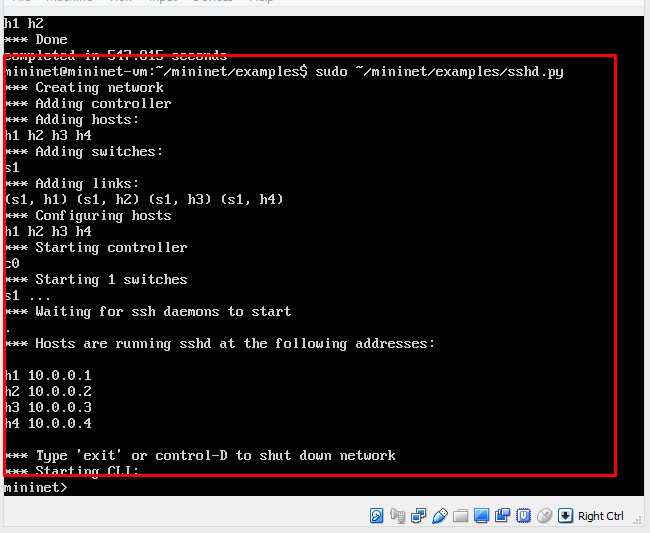 h1 h2
*** Done
completed in 547.815 seconds
mininet@mininet-vm:~/mininet/examples$ sudo ~/mininet/examples/sshd.py
*** Creating network
*** Adding controller
*** Adding hosts:
h1 h2 h3 h4
*** Adding switches:
s1
*** Adding links:
(s1, h1) (s1, h2) (s1, h3) (s1, h4)
*** Configuring hosts
h1 h2 h3 h4
*** Starting controller
c0
*** Starting 1 switches
s1 ...
*** Waiting for ssh daemons to start
.
*** Hosts are running sshd at the following addresses:
h1 10.0.0.1
h2 10.0.0.2
h3 10.0.0.3
h4 10.0.0.4
*** Type 'exit' or control-D to shut down network
*** Starting CLI:
mininet>
Right Ctrl